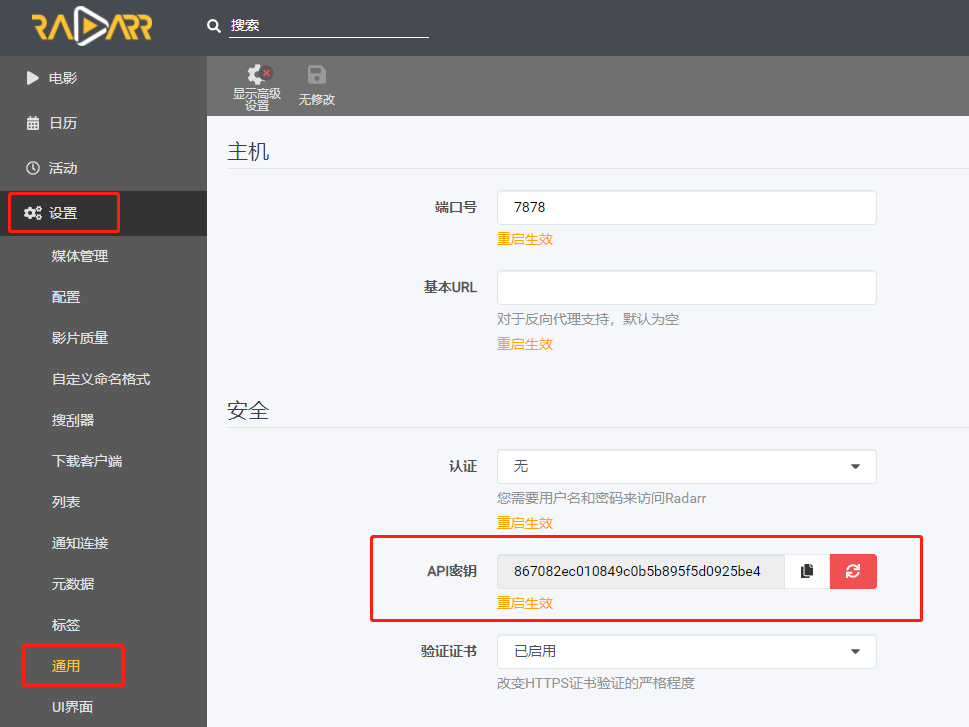 RADARR
搜索
电影
日历
活动
设置
媒体管理
配置
影片质量
自定义命名格式
搜刮器
下载客户端
列表
通知连接
元数据
标签
通用
UI界面
显示高级
设置
无修改
主机
端口号
7878
重启生效
基本URL
对于反向代理支持，默认为空
重启生效
安全
认证
无
您需要用户名和密码来访问Radarr
重启生效
API密钥
867082ec010849c0b5b895f5d0925be4
重启生效
验证证书
已启用
改变HTTPS证书验证的严格程度